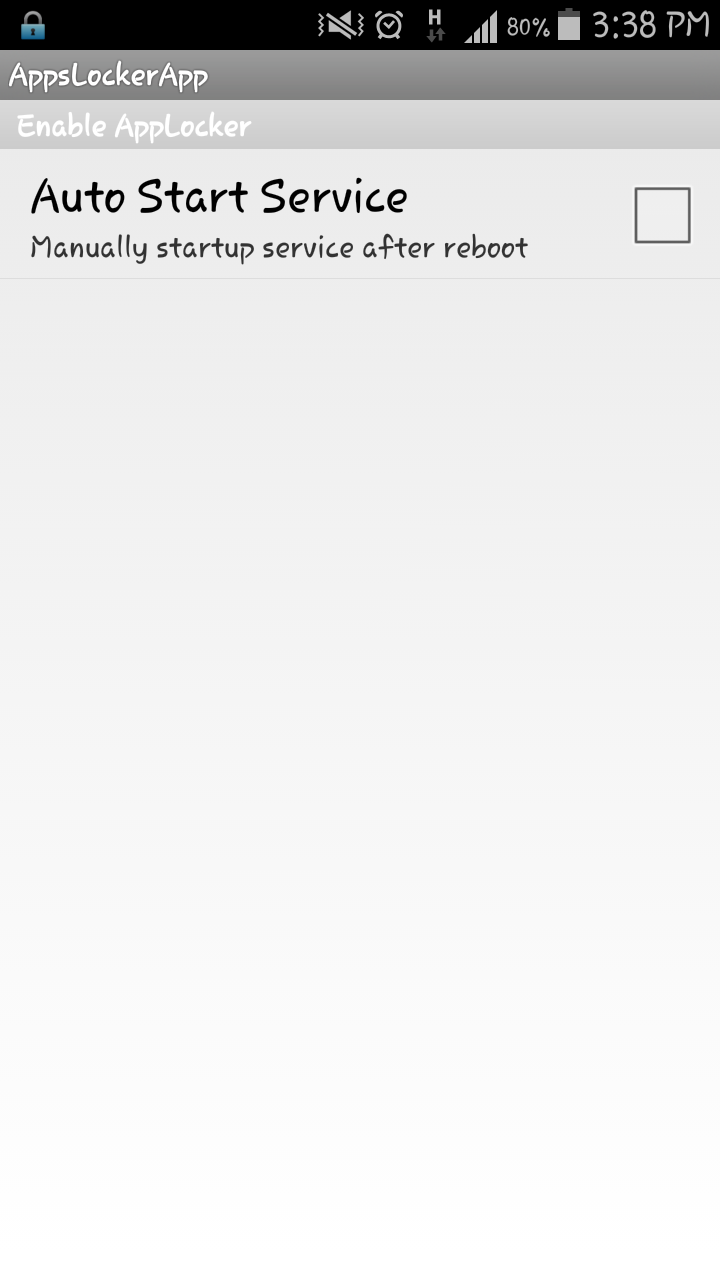 H 80% 3:38 PM
AppsLockerApp
Enable AppLocker
Auto Start Service
Manually startup service after reboot